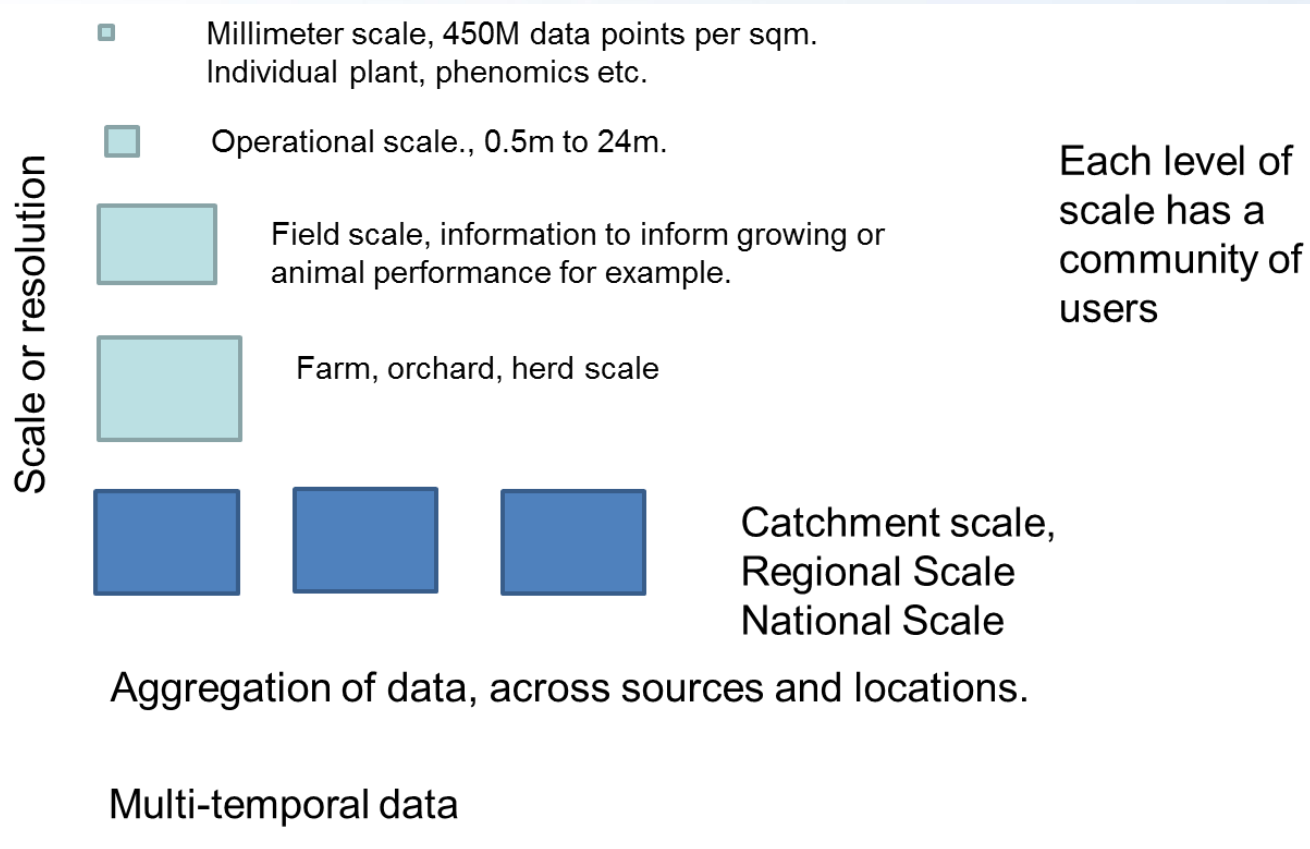 Millimeter scale, 450M data points per sqm.
Individual plant, phenomics etc.
Operational scale., 0.5m to 24m.
Scale or resolution
Each level of
scale has a
community of
users
Field scale, information to inform growing or
animal performance for example.
Farm, orchard, herd scale
Catchment scale,
Regional Scale
National Scale
Aggregation of data, across sources and locations.
Multi-temporal data